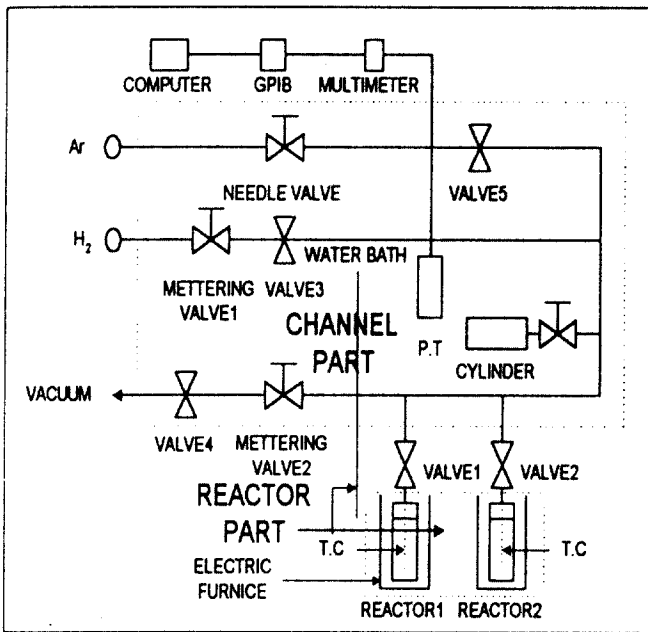 COMPUTER GPIB MULTIMETER
Ar
NEEDLE VALVE
VALVE5
H2
WATER BATH
METTERING
VALVE1
VALVE3
CHANNEL
PART
P.T
CYLINDER
VACUUM
VALVE4
METTERING
VALVE2
VALVE1
VALVE2
REACTOR
PART
T.C
T.C
ELECTRIC
FURNICE
REACTOR1 REACTOR2